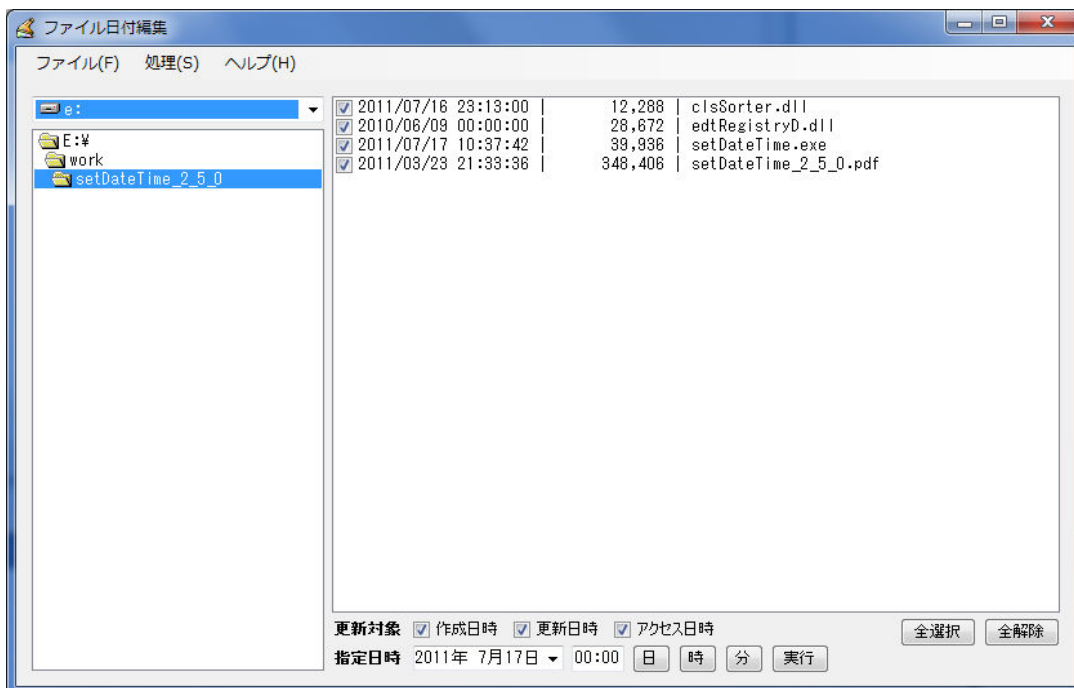 ファイル日付編集
ファイル(F) 処理(S) ヘルプ(H)
e:
E:¥
work
setDateTime_2_5_0
2011/07/16 23:13:00 | 12,288 | clsSorter.dll
2010/06/09 00:00:00 | 28,672 | edtRegistryD.dll
2011/07/17 10:37:42 | 39,936 | setDateTime.exe
2011/03/23 21:33:36 | 348,406 | setDateTime_2_5_0.pdf
更新対象 作成日時 更新日時 アクセス日時 全選択 全解除
指定日時 2011年 7月17日 00:00 日 時 分 実行